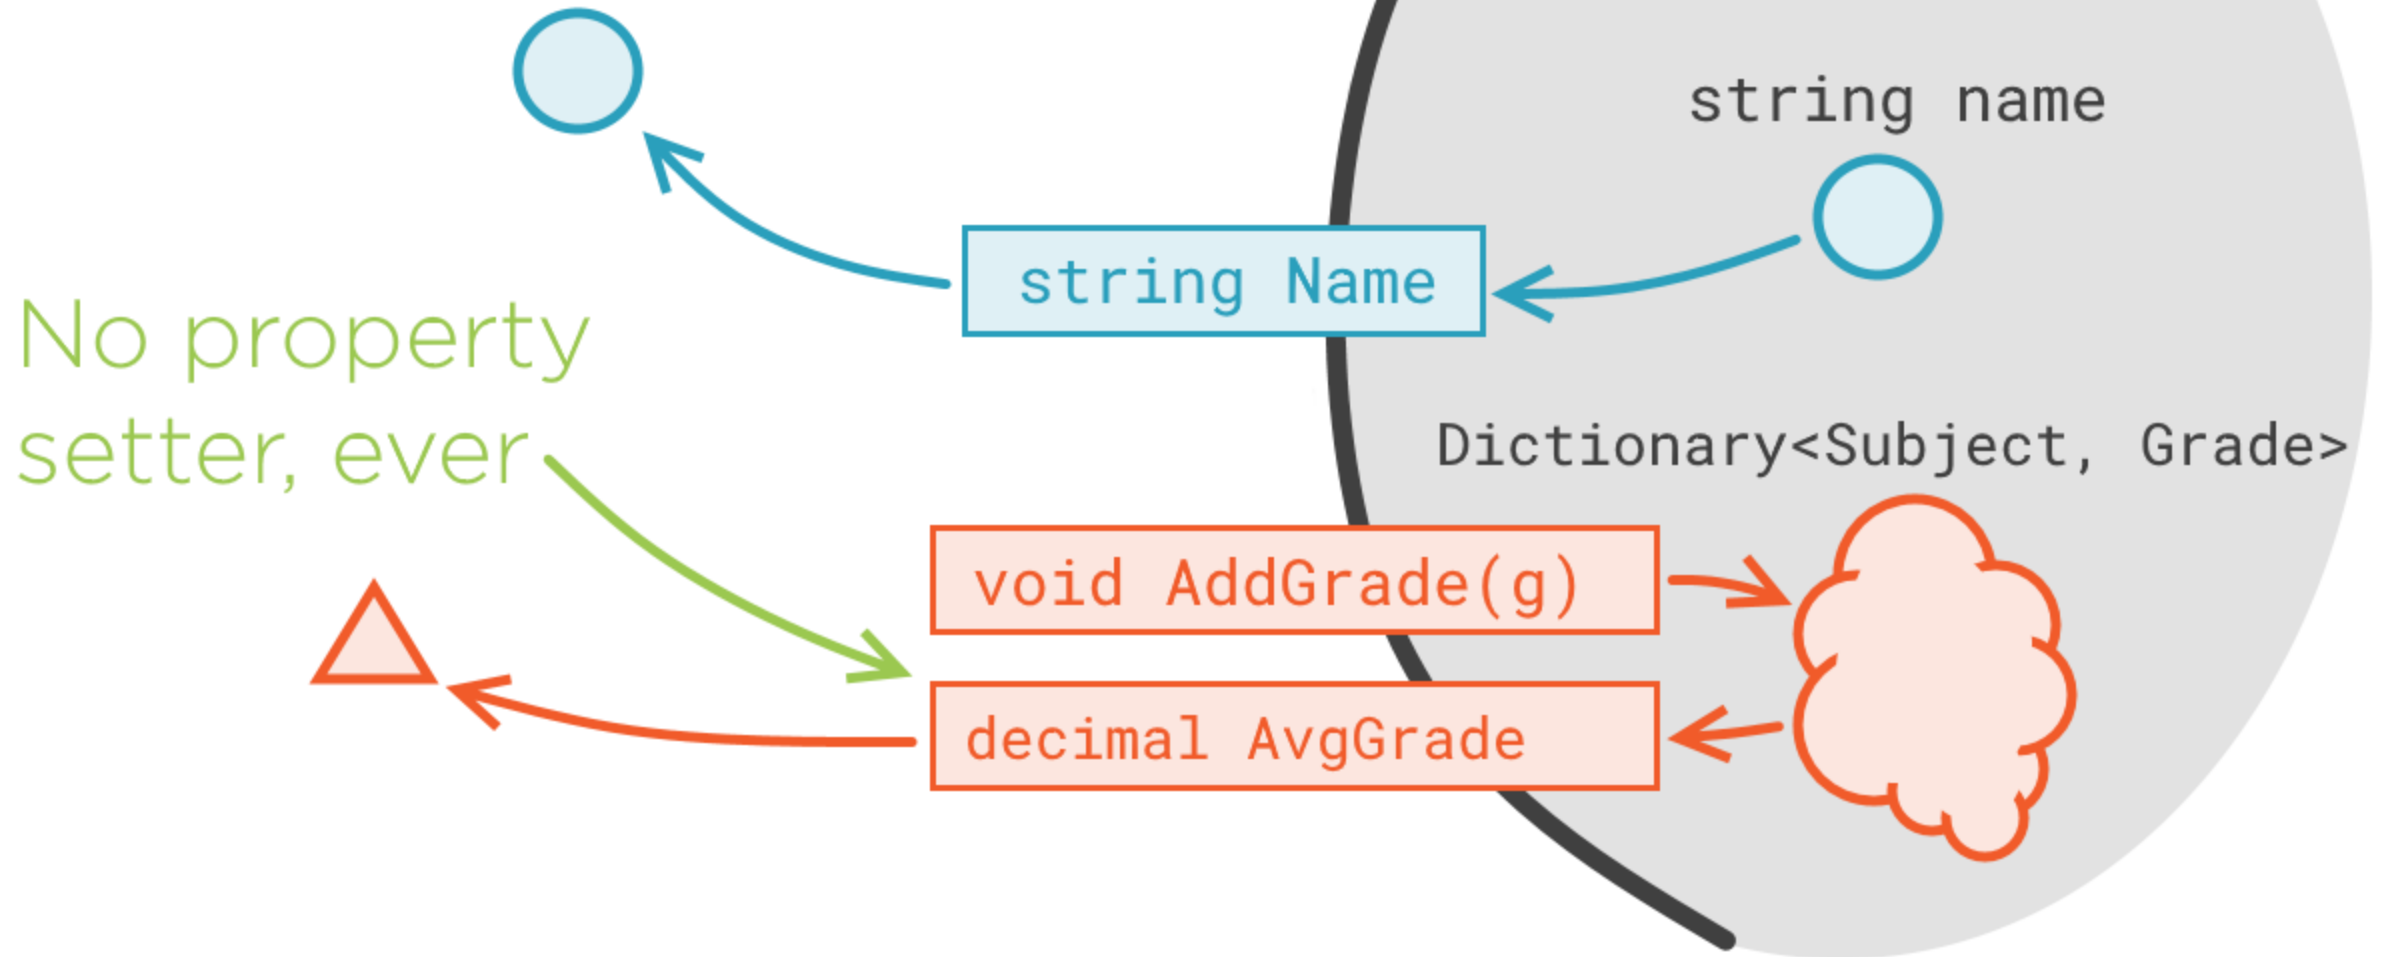 string name
string Name
No property
setter, ever
Dictionary<Subject, Grade>
void AddGrade(g)
decimal AvgGrade